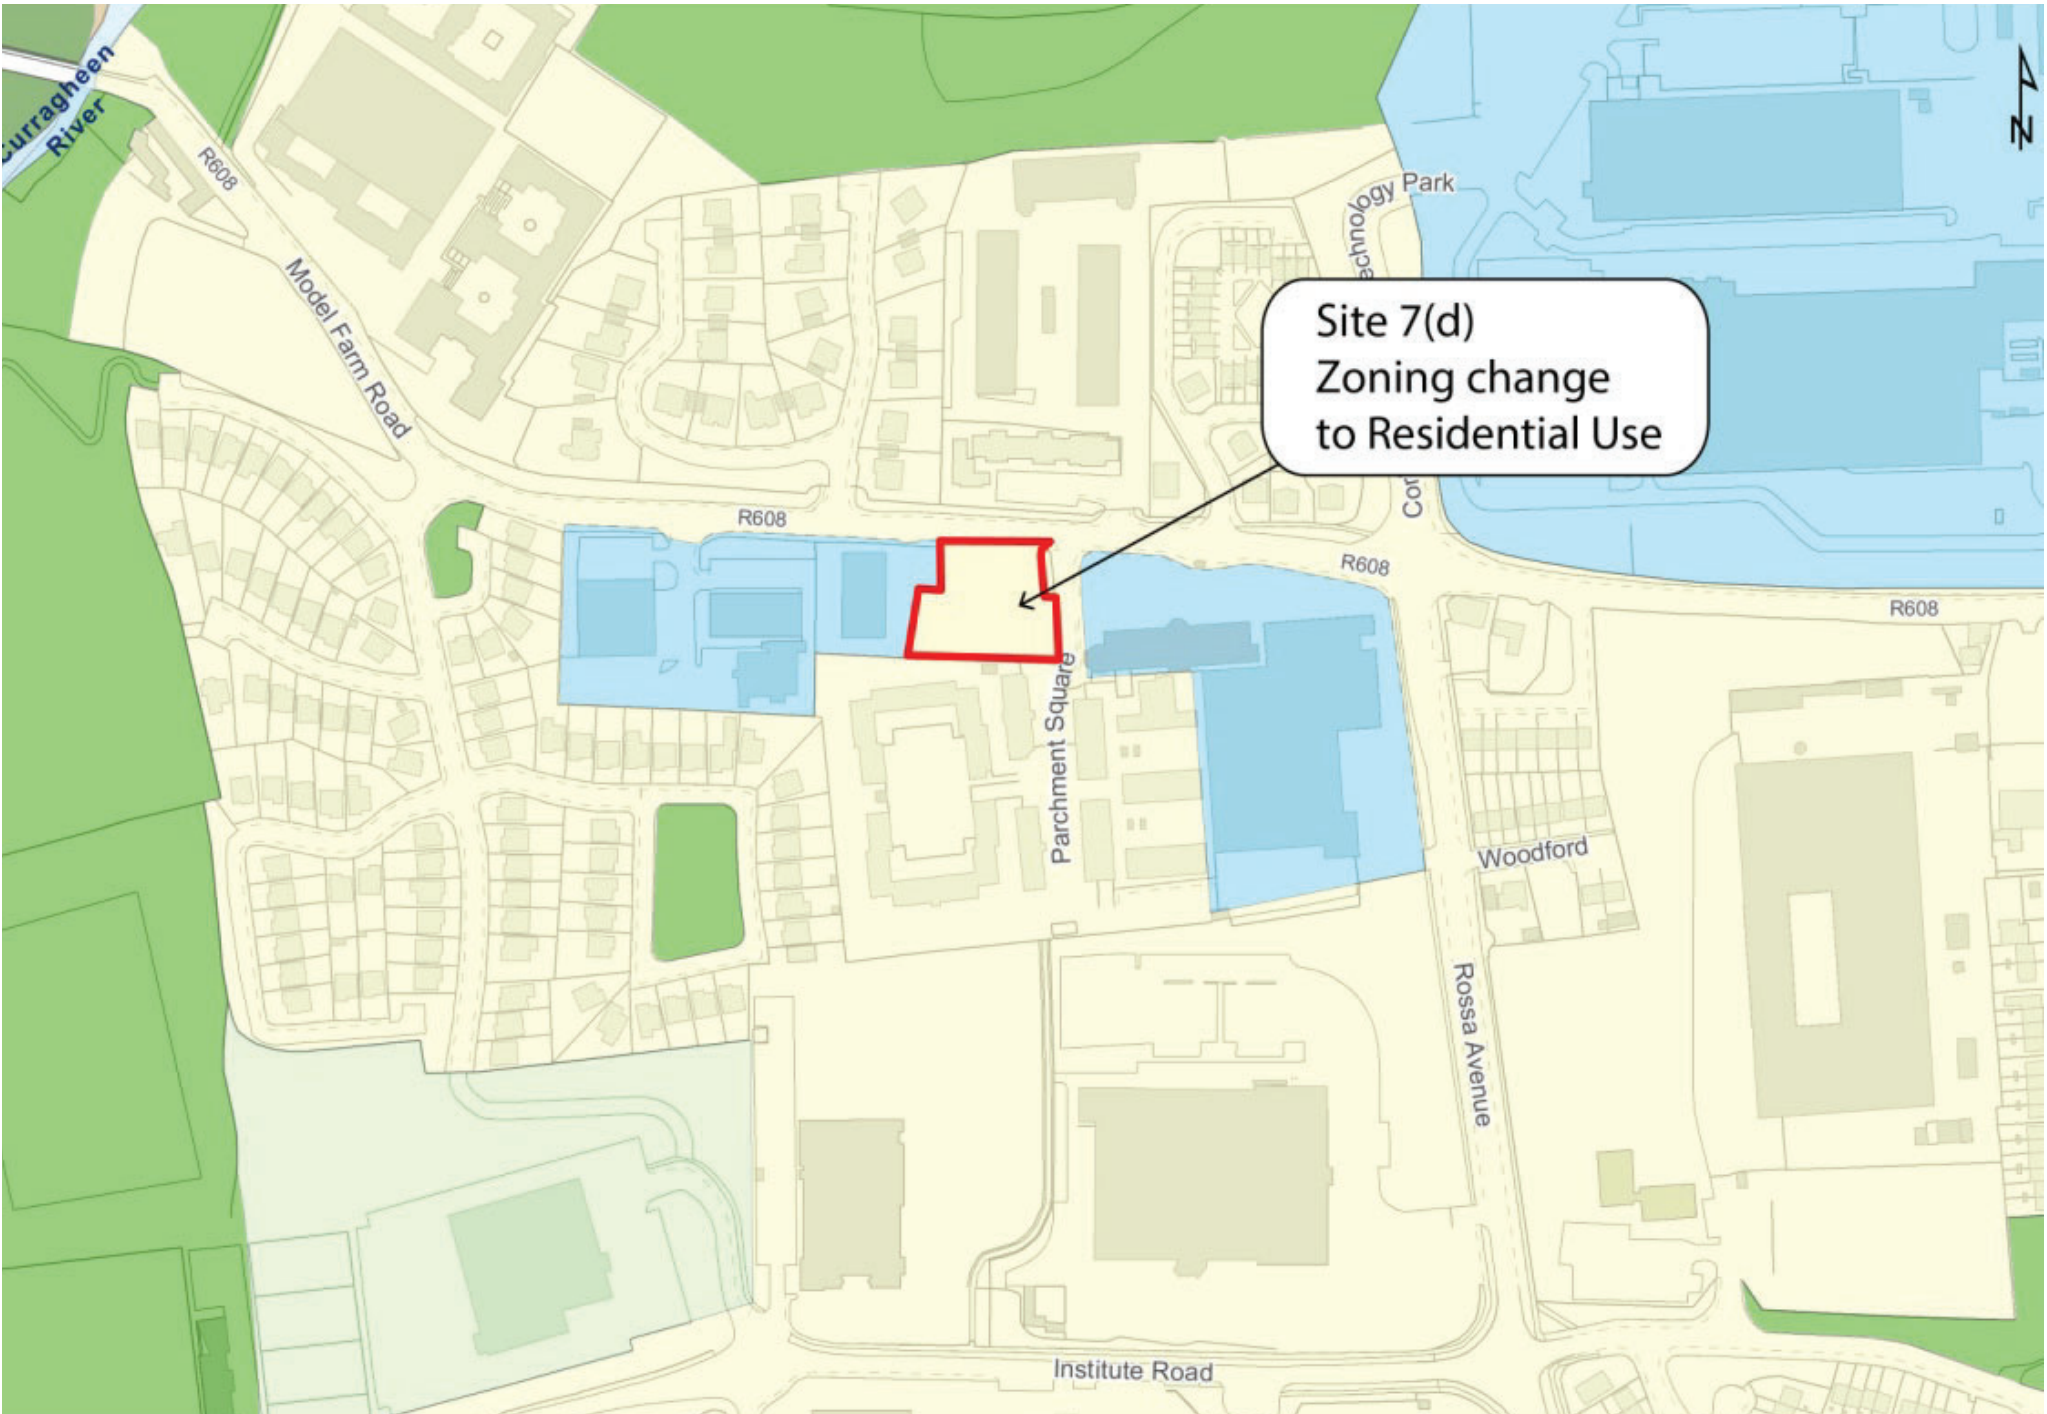 Curragheen
River
R608
Model Farm Road
Technology Park
Site 7(d)
Zoning change
to Residential Use
R608
R608
R608
Parchment Square
Woodford
Rossa Avenue
Institute Road
N